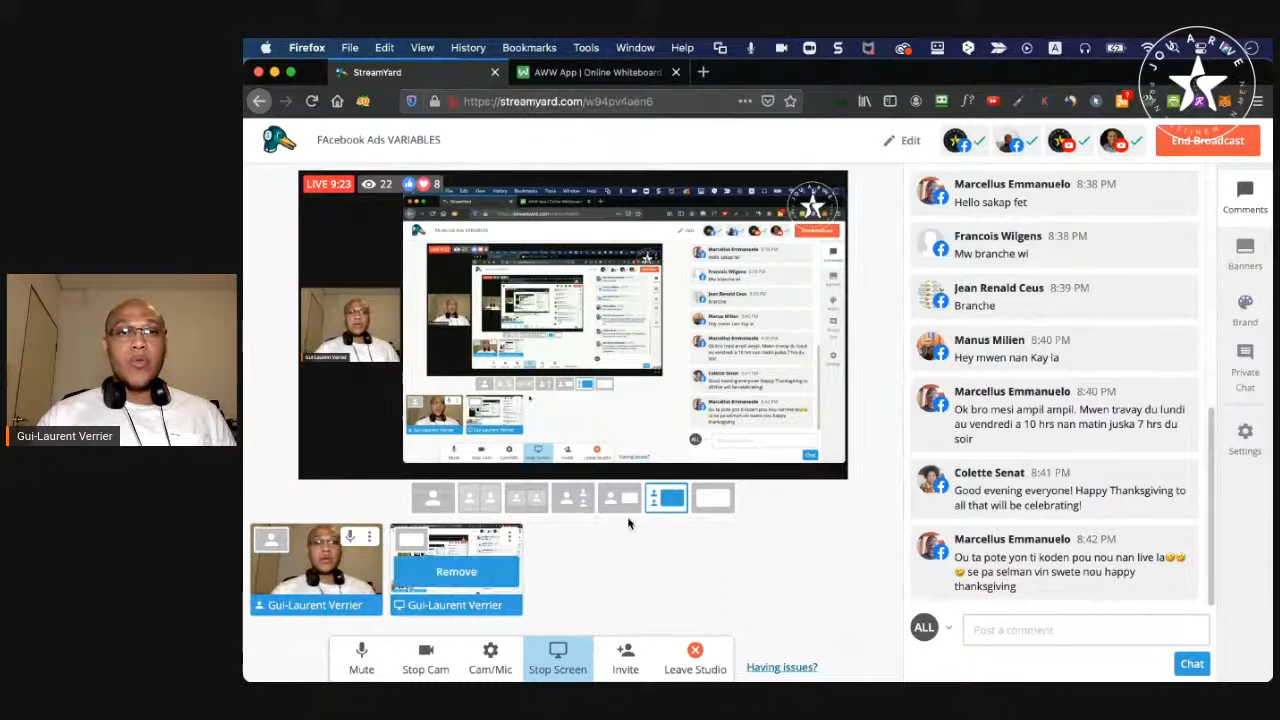 Firefox File Edit View History Bookmarks Tools Window Help
StreamYard
AWW App | Online Whiteboard
https://streamyard.com/w94pv4aen6
FAcebook Ads VARIABLES
Edit
End Broadcast
LIVE 9:23 22 8
Gui-Laurent Verrier
Gui-Laurent Verrier
Remove
Gui-Laurent Verrier
Gui-Laurent Verrier
Mute
Stop Cam
Cam/Mic
Stop Screen
Invite
Leave Studio
Having issues?
Marcellus Emmanuelo 8:38 PM
Hello sakap fet
Francois Wilgens 8:38 PM
Mw branche wi
Jean Renald Ceus 8:39 PM
Branche
Manus Milien 8:40 PM
Hey mwen nan Kay la
Marcellus Emmanuelo 8:40 PM
Ok bro mesi ampil ampil. Mwen travay du lundi
au vendredi a 10 hrs nan matin juska 7 hrs du
soir
Colette Senat 8:41 PM
Good evening everyone! Happy Thanksgiving to
all that will be celebrating!
Marcellus Emmanuelo 8:42 PM
Ou ta pote yon ti koden pou nou nan live la🤣🤣
🤣 se pa selman vin swete nou happy
thanksgiving
ALL
Post a comment
Chat
Comments
Banners
Brand
Private
Chat
Settings